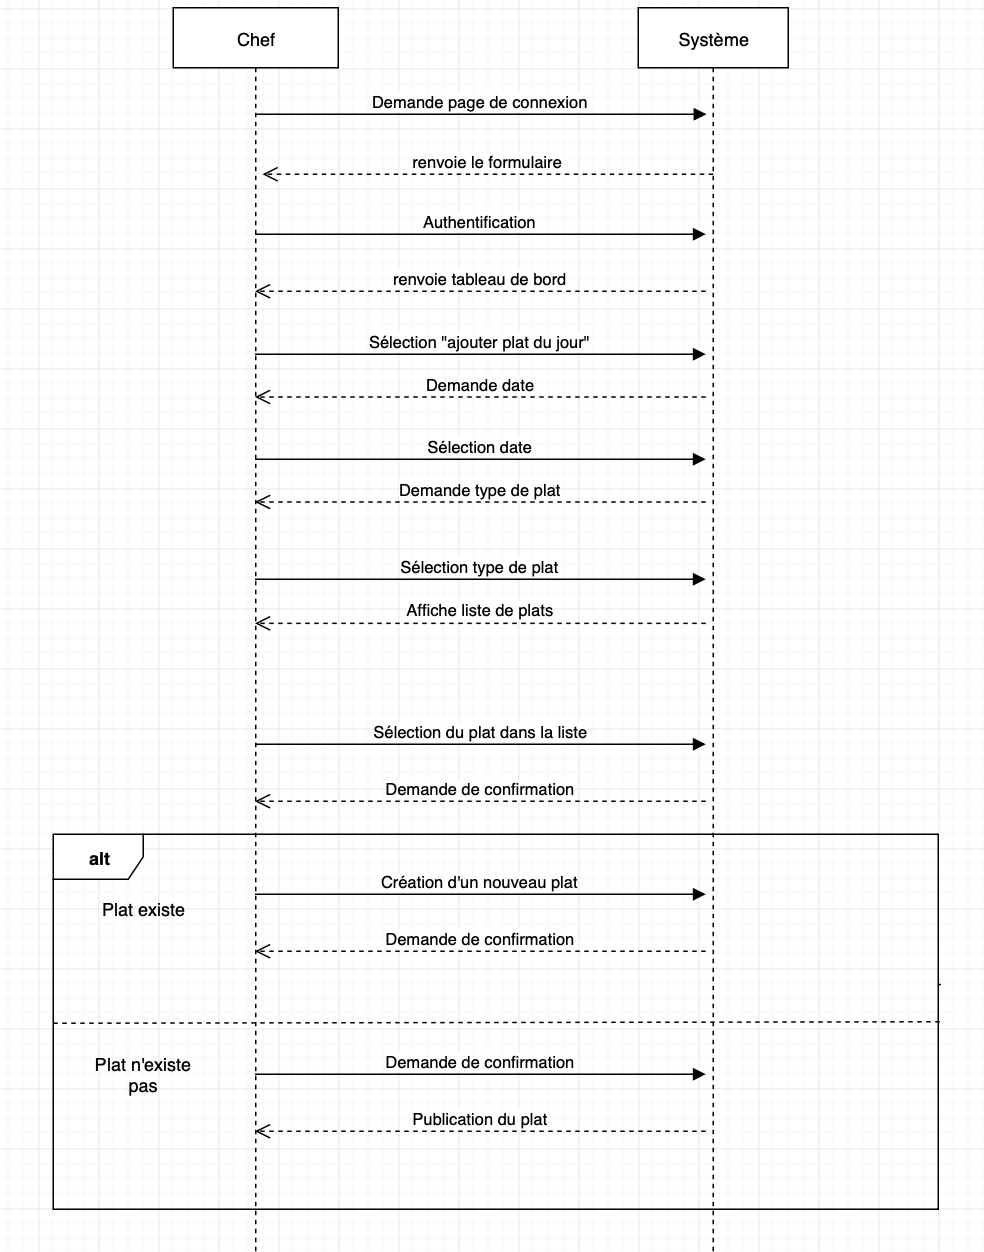 Chef
Système
Demande page de connexion
renvoie le formulaire
Authentification
renvoie tableau de bord
Sélection "ajouter plat du jour"
Demande date
Sélection date
Demande type de plat
Sélection type de plat
Affiche liste de plats
Sélection du plat dans la liste
Demande de confirmation
alt
Création d'un nouveau plat
Plat existe
Demande de confirmation
Plat n'existe
pas
Demande de confirmation
Publication du plat